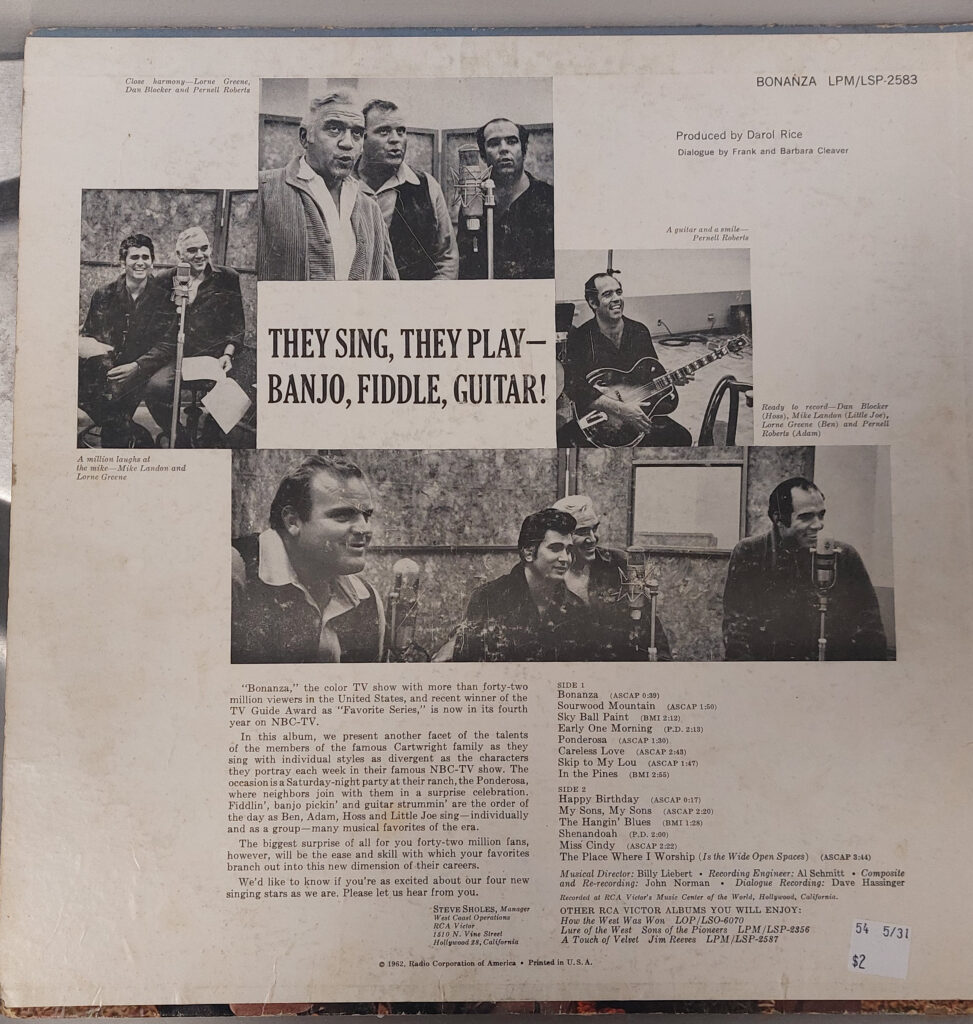 Close harmony—Lorne Greene,
Dan Blocker and Pernell Roberts
BONANZA LPM/LSP-2583
Produced by Darol Rice
Dialogue by Frank and Barbara Cleaver
A guitar and a smile—
Pernell Roberts
THEY SING, THEY PLAY—
BANJO, FIDDLE, GUITAR!
Ready to record—Dan Blocker
(Hoss), Mike Landon (Little Joe),
Lorne Greene (Ben) and Pernell
Roberts (Adam)
A million laughs at
the mike—Mike Landon and
Lorne Greene
"Bonanza," the color TV show with more than forty-two
million viewers in the United States, and recent winner of the
TV Guide Award as "Favorite Series," is now in its fourth
year on NBC-TV.
In this album, we present another facet of the talents
of the members of the famous Cartwright family as they
sing with individual styles as divergent as the characters
they portray each week in their famous NBC-TV show. The
occasion is a Saturday-night party at their ranch, the Ponderosa,
where neighbors join with them in a surprise celebration.
Fiddlin', banjo pickin' and guitar strummin' are the order of
the day as Ben, Adam, Hoss and Little Joe sing—individually
and as a group—many musical favorites of the era.
The biggest surprise of all for you forty-two million fans,
however, will be the ease and skill with which your favorites
branch out into this new dimension of their careers.
We'd like to know if you're as excited about our four new
singing stars as we are. Please let us hear from you.
STEVE SHOLES, Manager
West Coast Operations
RCA Victor
1510 N. Vine Street
Hollywood 28, California
SIDE 1
Bonanza (ASCAP 0:39)
Sourwood Mountain (ASCAP 1:50)
Sky Ball Paint (BMI 2:12)
Early One Morning (P.D. 2:13)
Ponderosa (ASCAP 1:30)
Careless Love (ASCAP 2:43)
Skip to My Lou (ASCAP 1:47)
In the Pines (BMI 2:55)
SIDE 2
Happy Birthday (ASCAP 0:17)
My Sons, My Sons (ASCAP 2:20)
The Hangin' Blues (BMI 1:28)
Shenandoah (P.D. 2:00)
Miss Cindy (ASCAP 2:22)
The Place Where I Worship (Is the Wide Open Spaces) (ASCAP 3:44)
Musical Director: Billy Liebert • Recording Engineer: Al Schmitt • Composite
and Re-recording: John Norman • Dialogue Recording: Dave Hassinger
Recorded at RCA Victor's Music Center of the World, Hollywood, California.
OTHER RCA VICTOR ALBUMS YOU WILL ENJOY:
How the West Was Won LOP/LSO-6070
Lure of the West Sons of the Pioneers LPM/LSP-2356
A Touch of Velvet Jim Reeves LPM/LSP-2587
54 5/31
$2
© 1962, Radio Corporation of America • Printed in U.S.A.